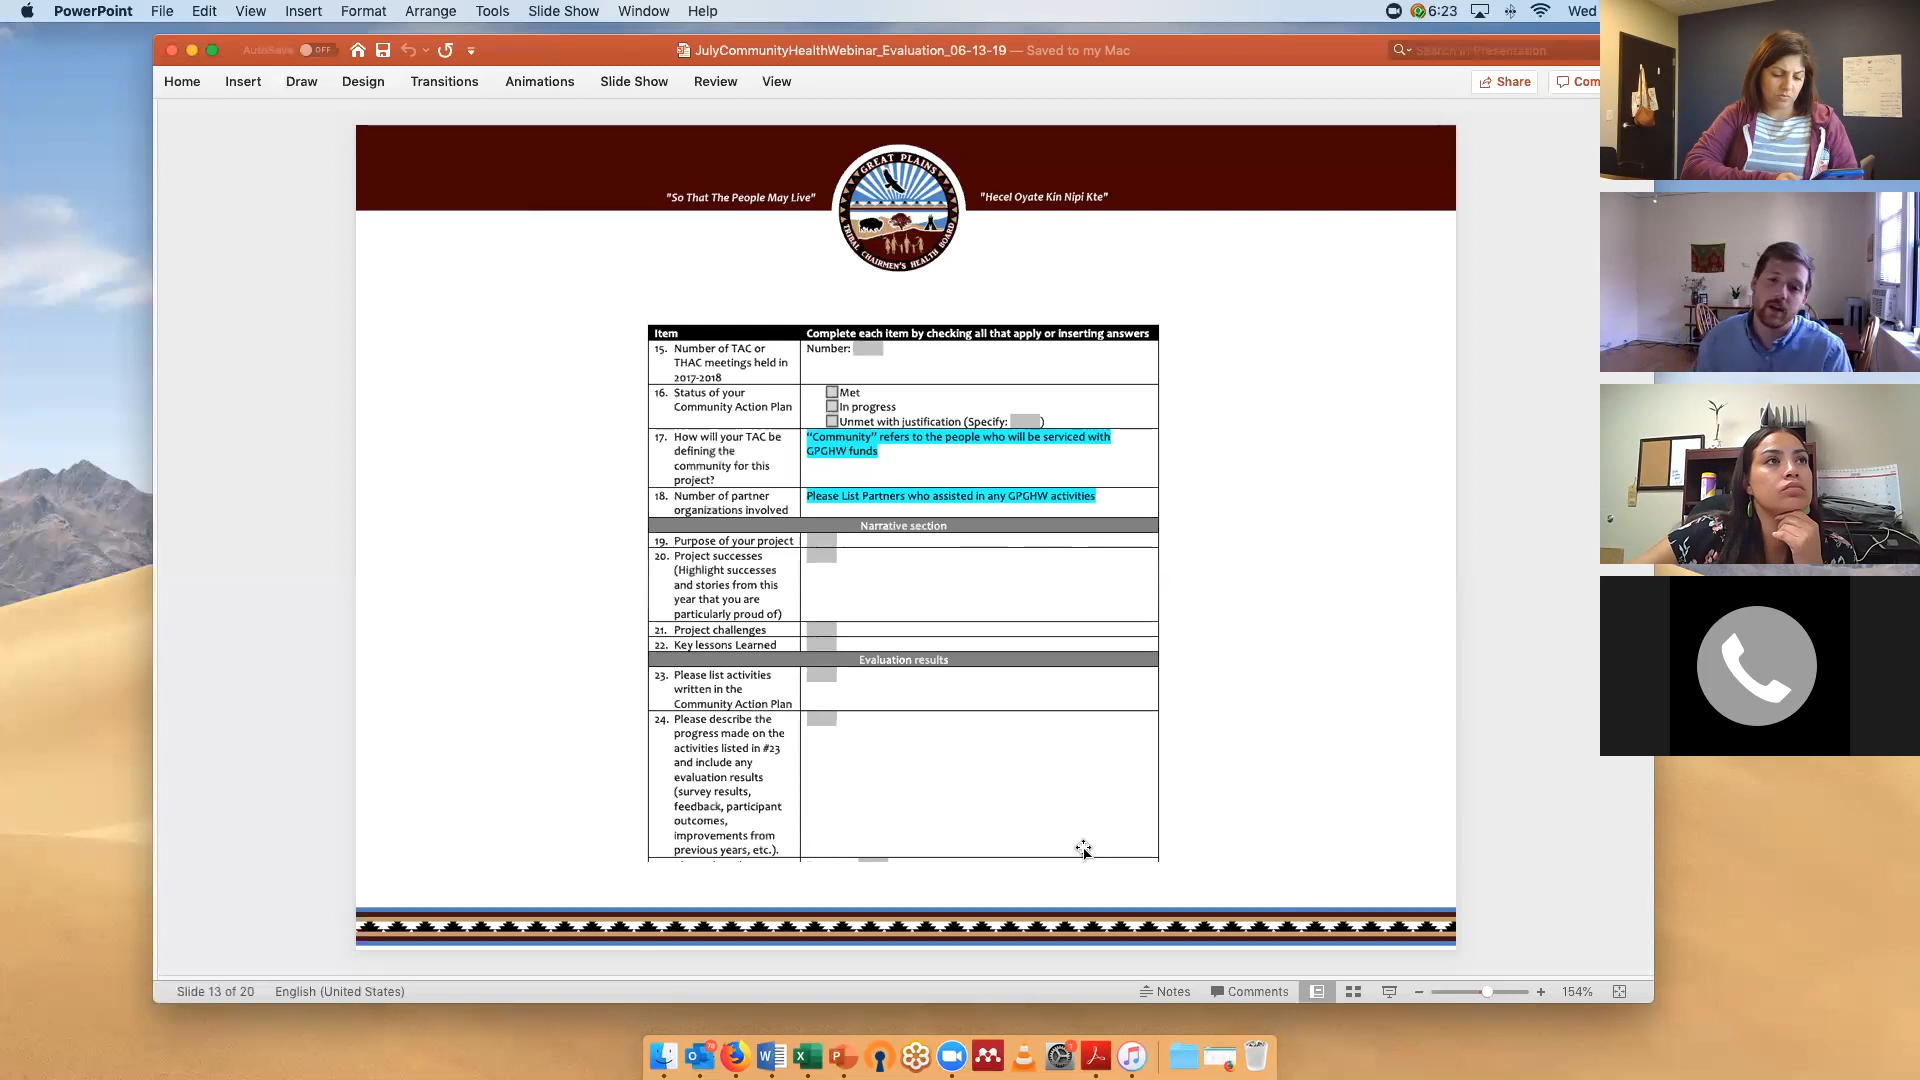 PowerPoint File Edit View Insert Format Arrange Tools Slide Show Window Help
6:23
Wed
AutoSave OFF
JulyCommunityHealthWebinar_Evaluation_06-13-19 — Saved to my Mac
Search in Presentation
Home Insert Draw Design Transitions Animations Slide Show Review View
Share
Com
GREAT PLAINS
"So That The People May Live"
"Hecel Oyate Kin Nipi Kte"
TRIBAL CHAIRMEN'S HEALTH BOARD
Item
Complete each item by checking all that apply or inserting answers
15. Number of TAC or
THAC meetings held in
2017-2018
Number:
16. Status of your
Community Action Plan
Met
In progress
Unmet with justification (Specify: )
17. How will your TAC be
defining the
community for this
project?
“Community” refers to the people who will be serviced with
GPGHW funds
18. Number of partner
organizations involved
Please List Partners who assisted in any GPGHW activities
Narrative section
19. Purpose of your project
20. Project successes
(Highlight successes
and stories from this
year that you are
particularly proud of)
21. Project challenges
22. Key lessons Learned
Evaluation results
23. Please list activities
written in the
Community Action Plan
24. Please describe the
progress made on the
activities listed in #23
and include any
evaluation results
(survey results,
feedback, participant
outcomes,
improvements from
previous years, etc.).
Slide 13 of 20
English (United States)
Notes
Comments
154%